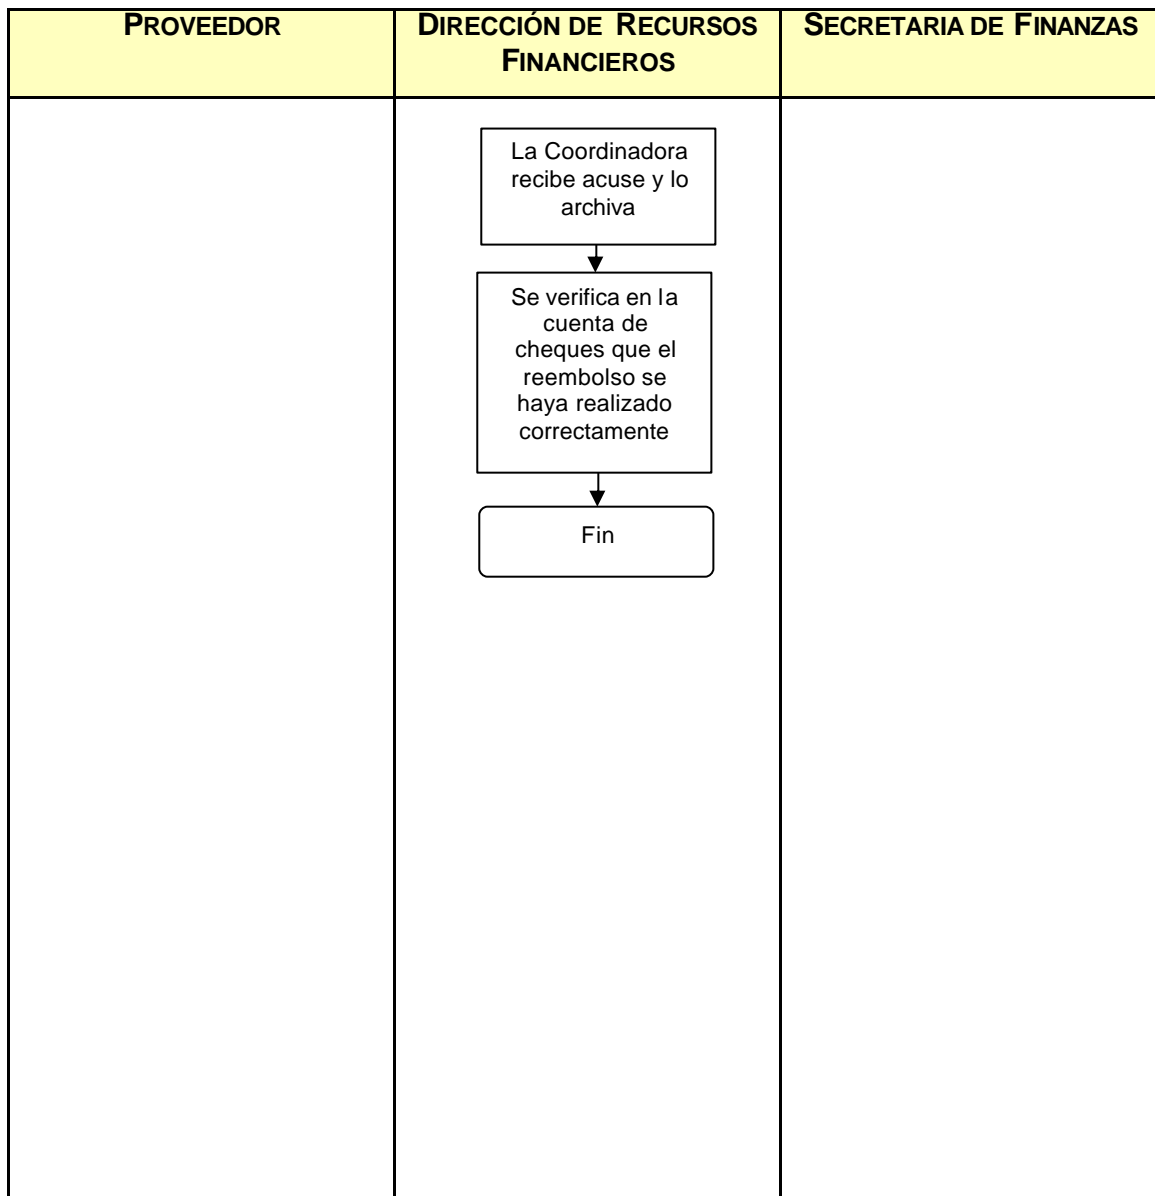 PROVEEDOR
DIRECCIÓN DE RECURSOS
FINANCIEROS
SECRETARIA DE FINANZAS
La Coordinadora
recibe acuse y lo
archiva
Se verifica en la
cuenta de
cheques que el
reembolso se
haya realizado
correctamente
Fin